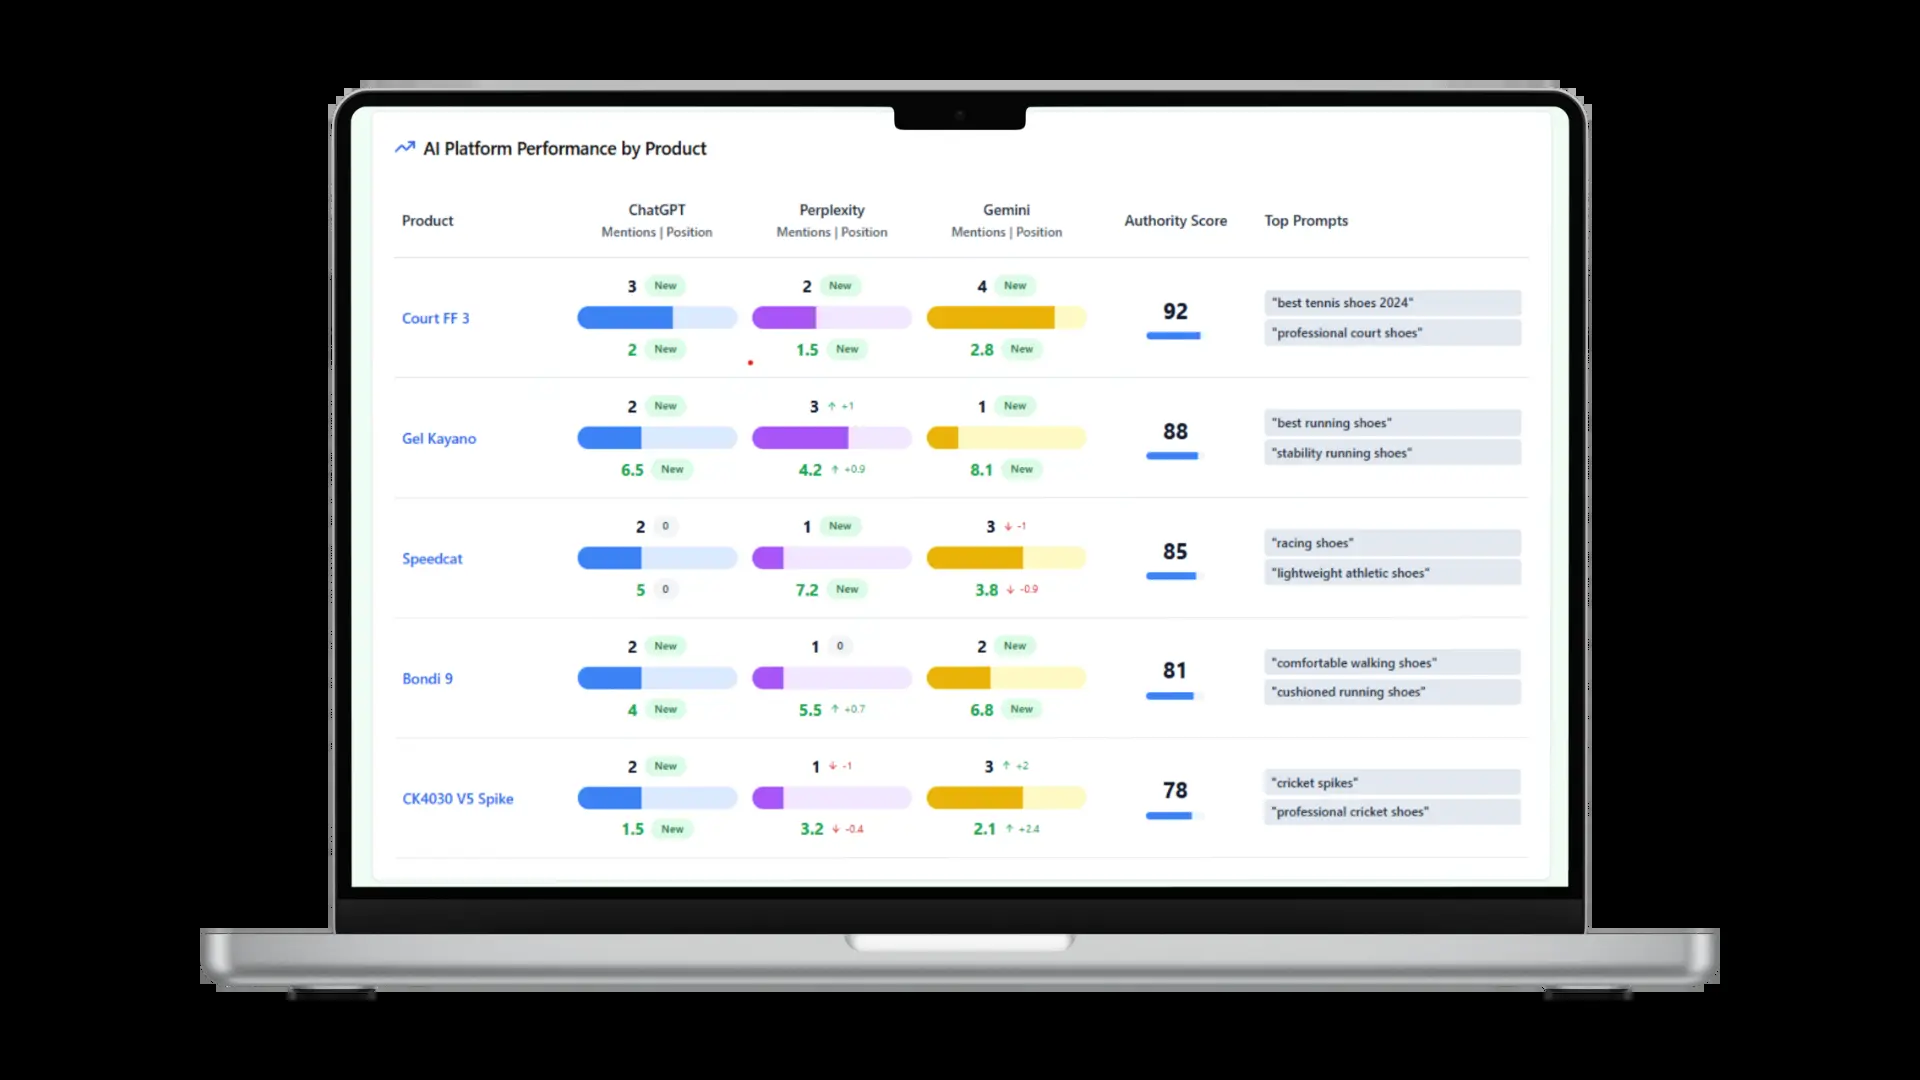 AI Platform Performance by Product
Product
ChatGPT
Mentions | Position
Perplexity
Mentions | Position
Gemini
Mentions | Position
Authority Score
Top Prompts
Court FF 3
3 New
2 New
2 New
1.5 New
4 New
2.8 New
92
"best tennis shoes 2024"
"professional court shoes"
Gel Kayano
2 New
6.5 New
3 ↑ +1
4.2 ↑ +0.9
1 New
8.1 New
88
"best running shoes"
"stability running shoes"
Speedcat
2 0
5 0
1 New
7.2 New
3 ↓ -1
3.8 ↓ -0.9
85
"racing shoes"
"lightweight athletic shoes"
Bondi 9
2 New
4 New
1 0
5.5 ↑ +0.7
2 New
6.8 New
81
"comfortable walking shoes"
"cushioned running shoes"
CK4030 V5 Spike
2 New
1.5 New
1 ↓ -1
3.2 ↓ -0.4
3 ↑ +2
2.1 ↑ +2.4
78
"cricket spikes"
"professional cricket shoes"